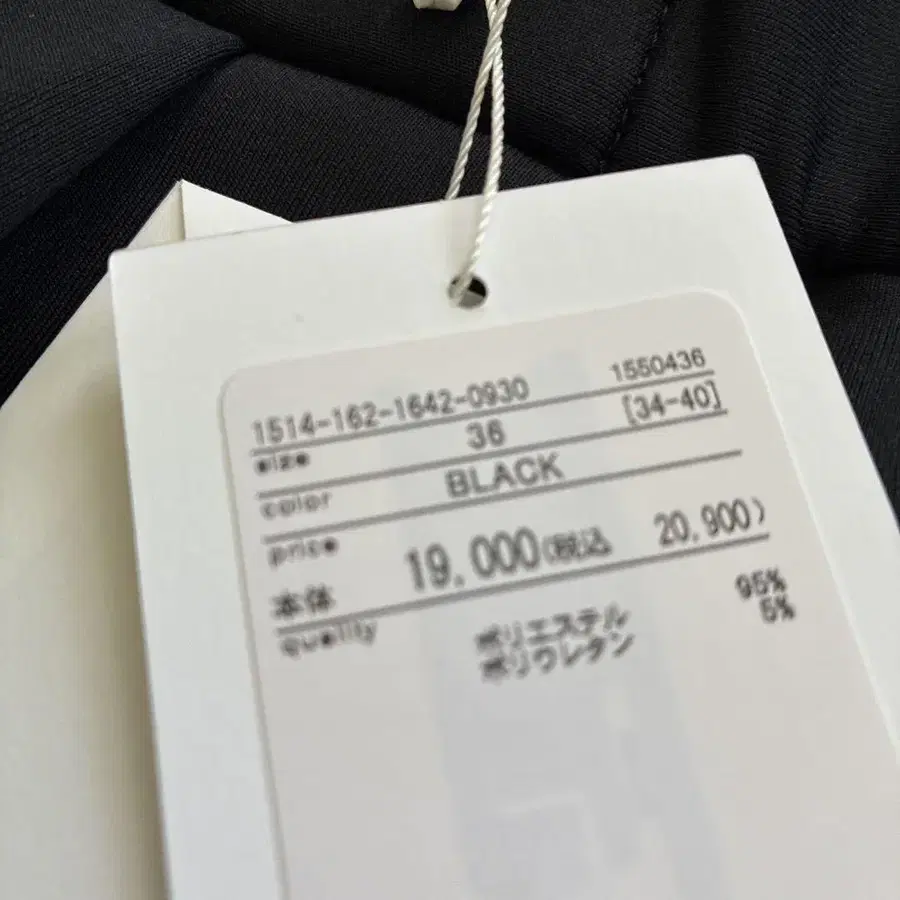 1514-162-1642-0930 1550436
size 36 [34-40]
color BLACK
price
本体 19,000(税込 20,900)
quality ポリエステル 95%
ポリウレタン 5%